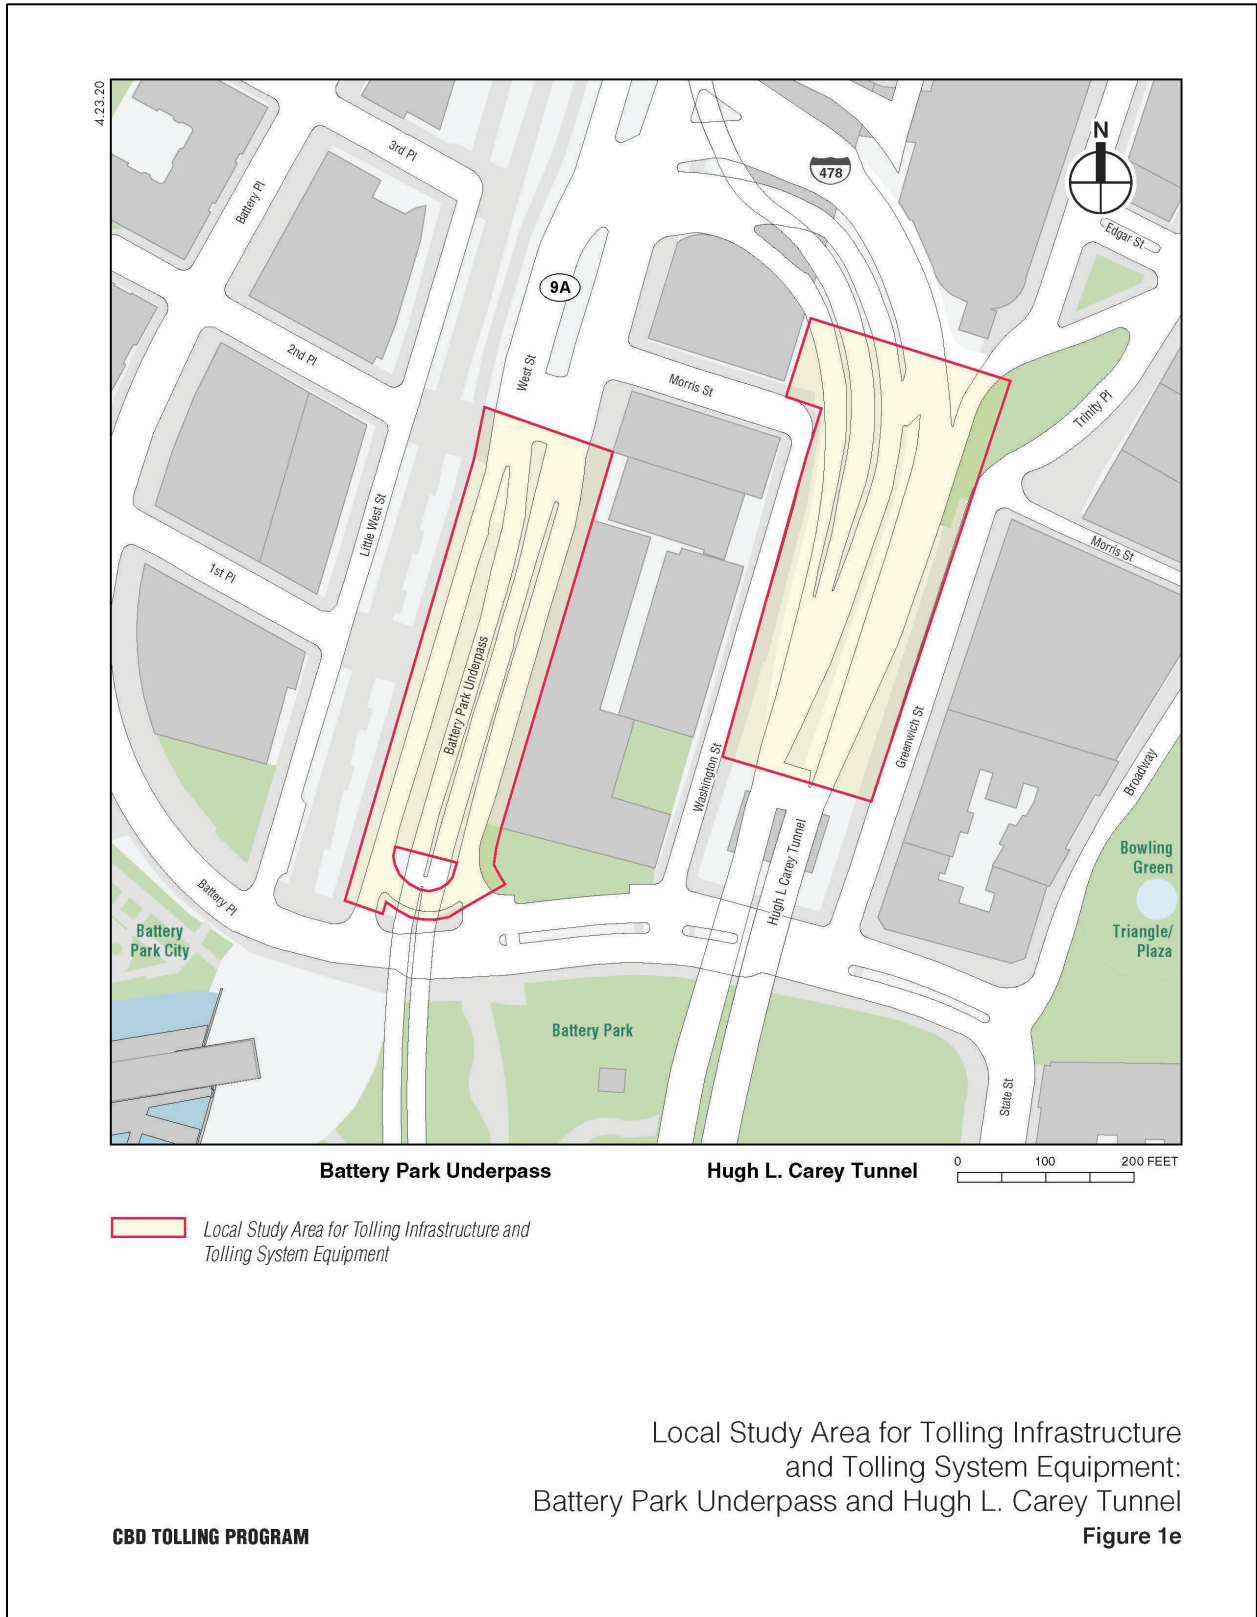 4.23.20
3rd Pl
478
N
Battery Pl
Edgar St
9A
2nd Pl
West St
Morris St
Trinity Pl
Little West St
Morris St
1st Pl
Battery Park Underpass
Greenwich St
Washington St
Broadway
Hugh L Carey Tunnel
Bowling
Green
Battery Pl
Battery
Park City
Triangle/
Plaza
Battery Park
State St
Battery Park Underpass
Hugh L. Carey Tunnel
0 100 200 FEET
Local Study Area for Tolling Infrastructure and
Tolling System Equipment
Local Study Area for Tolling Infrastructure
and Tolling System Equipment:
Battery Park Underpass and Hugh L. Carey Tunnel
CBD TOLLING PROGRAM
Figure 1e